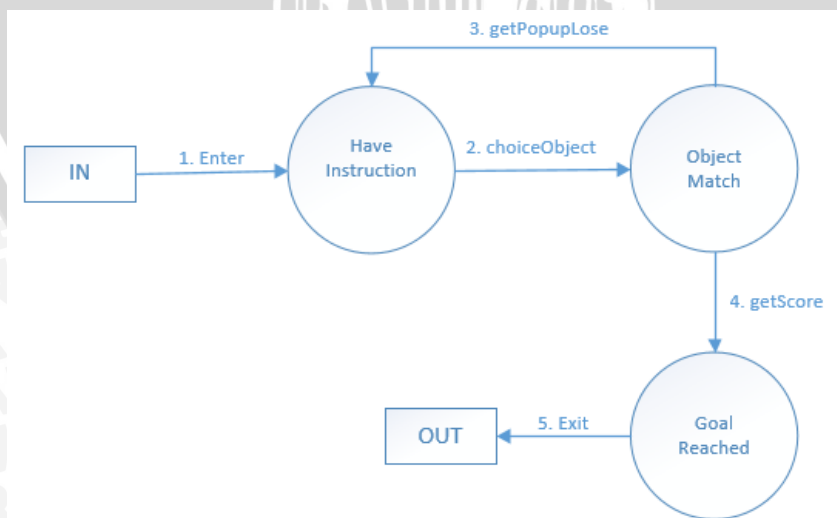 3. getPopupLose
IN
1. Enter
Have
Instruction
2. choiceObject
Object
Match
4. getScore
OUT
5. Exit
Goal
Reached